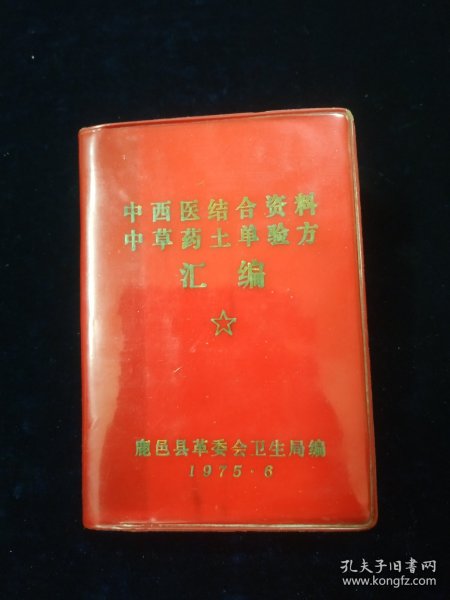 中西医结合资料
中草药土单验方
汇编
鹿邑县革委会卫生局编
1975·6
孔夫子旧书网
www.kongfz.com